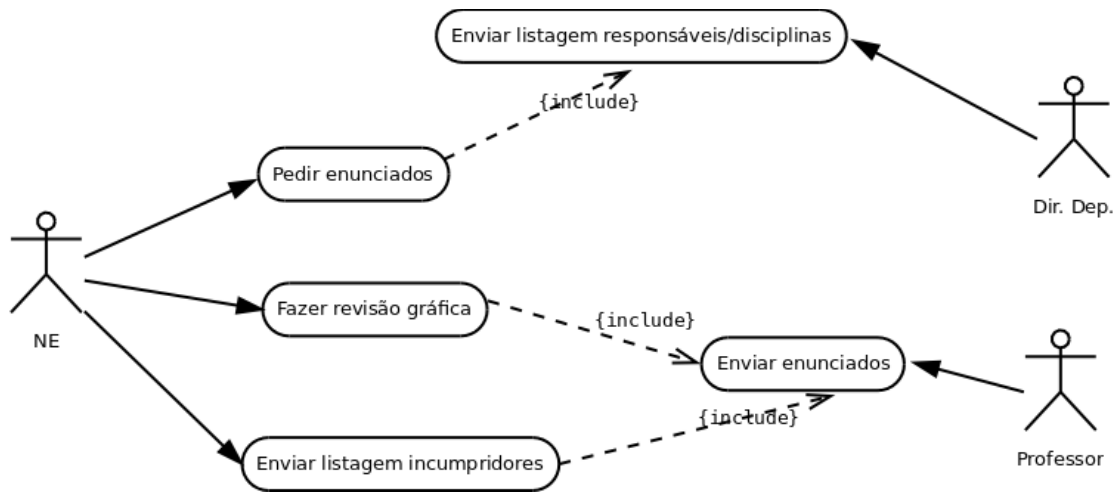 Enviar listagem responsáveis/disciplinas
{include}
Pedir enunciados
Dir. Dep.
Fazer revisão gráfica
{include}
NE
Enviar enunciados
{include}
Enviar listagem incumpridores
Professor